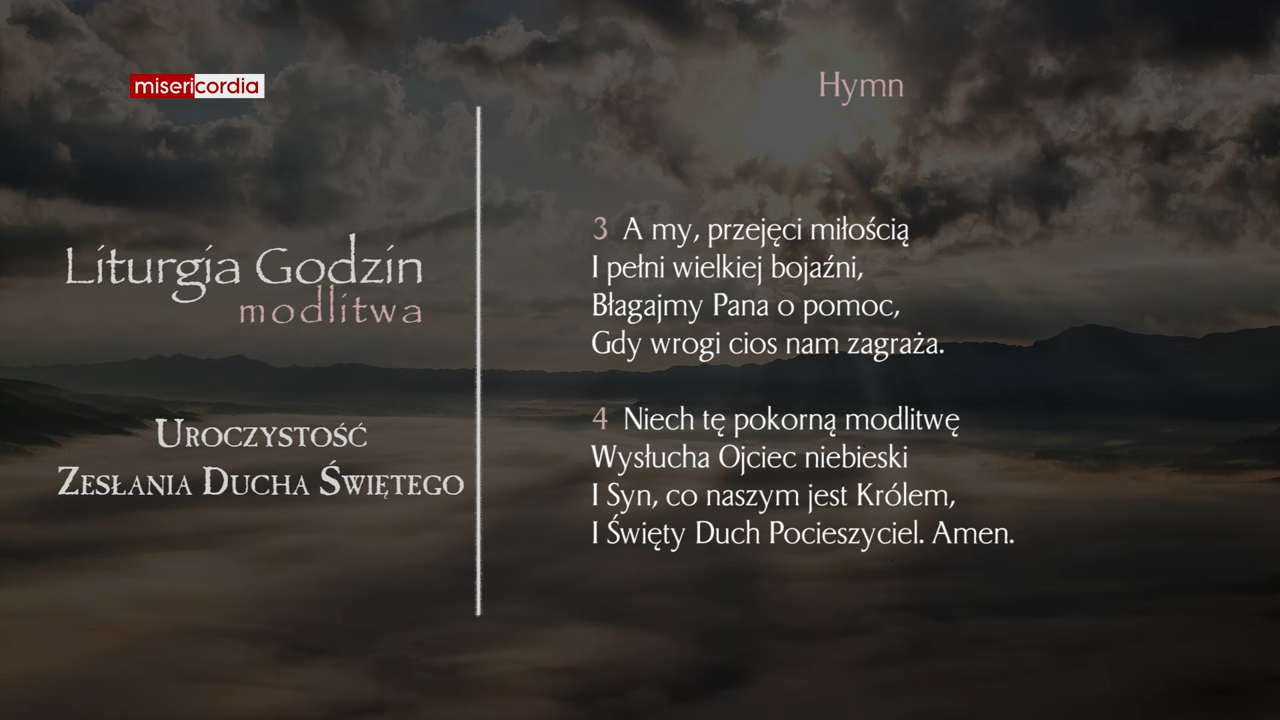 misericordia
Liturgia Godzin
modlitwa
Uroczystość
Zesłania Ducha Świętego
Hymn
3 A my, przejęci miłością
I pełni wielkiej bojaźni,
Błagajmy Pana o pomoc,
Gdy wrogi cios nam zagraża.
4 Niech tę pokorną modlitwę
Wysłucha Ojciec niebieski
I Syn, co naszym jest Królem,
I Święty Duch Pocieszyciel. Amen.